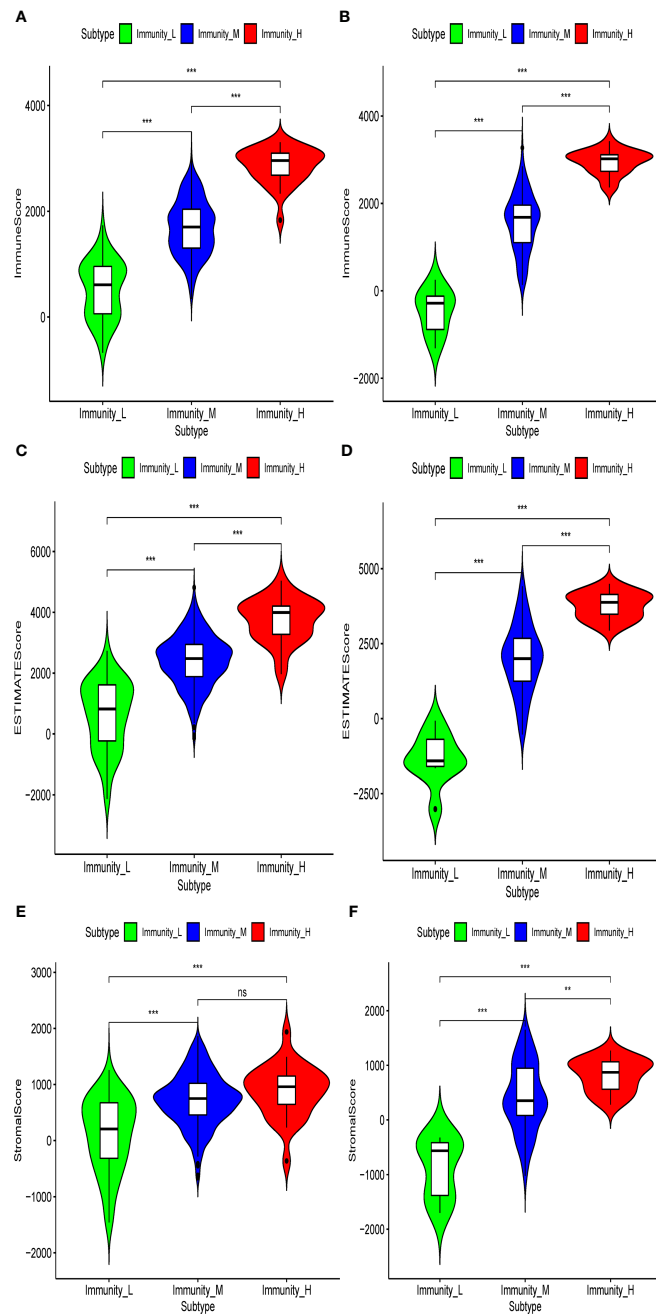 A
Subtype Immunity_L Immunity_M Immunity_H
ImmuneScore
4000
2000
0
***
***
***
Immunity_L Immunity_M Immunity_H
Subtype
B
Subtype Immunity_L Immunity_M Immunity_H
ImmuneScore
4000
2000
0
−2000
***
***
***
Immunity_L Immunity_M Immunity_H
Subtype
C
Subtype Immunity_L Immunity_M Immunity_H
ESTIMATEScore
6000
4000
2000
0
−2000
***
***
***
Immunity_L Immunity_M Immunity_H
Subtype
D
Subtype Immunity_L Immunity_M Immunity_H
ESTIMATEScore
5000
2500
0
−2500
***
***
***
Immunity_L Immunity_M Immunity_H
Subtype
E
Subtype Immunity_L Immunity_M Immunity_H
StromalScore
3000
2000
1000
0
−1000
−2000
***
ns
***
Immunity_L Immunity_M Immunity_H
Subtype
F
Subtype Immunity_L Immunity_M Immunity_H
StromalScore
2000
1000
0
−1000
−2000
***
**
***
Immunity_L Immunity_M Immunity_H
Subtype